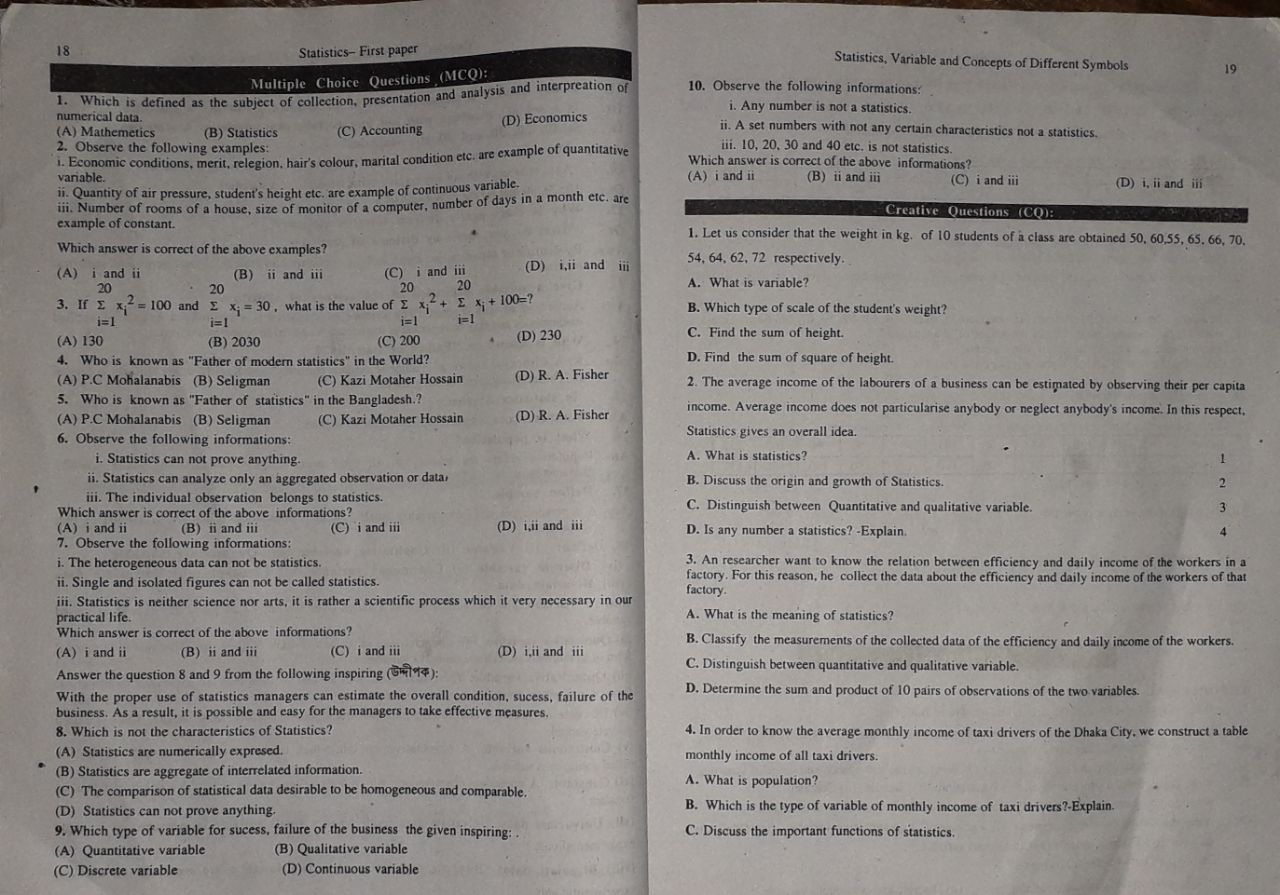 18
Statistics– First paper
Multiple Choice Questions (MCQ):
1. Which is defined as the subject of collection, presentation and analysis and interpreation of
numerical data.
(A) Mathemetics (B) Statistics (C) Accounting (D) Economics
2. Observe the following examples:
i. Economic conditions, merit, relegion, hair's colour, marital condition etc. are example of quantitative
variable.
ii. Quantity of air pressure, student's height etc. are example of continuous variable.
iii. Number of rooms of a house, size of monitor of a computer, number of days in a month etc. are
example of constant.
Which answer is correct of the above examples?
(A) i and ii (B) ii and iii (C) i and iii (D) i,ii and iii
20 20 20 20
3. If Σ xi² = 100 and Σ xi = 30 , what is the value of Σ xi² + Σ xi + 100=?
i=1 i=1 i=1 i=1
(A) 130 (B) 2030 (C) 200 (D) 230
4. Who is known as "Father of modern statistics" in the World?
(A) P.C Mohalanabis (B) Seligman (C) Kazi Motaher Hossain (D) R. A. Fisher
5. Who is known as "Father of statistics" in the Bangladesh.?
(A) P.C Mohalanabis (B) Seligman (C) Kazi Motaher Hossain (D) R. A. Fisher
6. Observe the following informations:
i. Statistics can not prove anything.
ii. Statistics can analyze only an aggregated observation or data,
iii. The individual observation belongs to statistics.
Which answer is correct of the above informations?
(A) i and ii (B) ii and iii (C) i and iii (D) i,ii and iii
7. Observe the following informations:
i. The heterogeneous data can not be statistics.
ii. Single and isolated figures can not be called statistics.
iii. Statistics is neither science nor arts, it is rather a scientific process which it very necessary in our
practical life.
Which answer is correct of the above informations?
(A) i and ii (B) ii and iii (C) i and iii (D) i,ii and iii
Answer the question 8 and 9 from the following inspiring (উদ্দীপক):
With the proper use of statistics managers can estimate the overall condition, sucess, failure of the
business. As a result, it is possible and easy for the managers to take effective measures.
8. Which is not the characteristics of Statistics?
(A) Statistics are numerically expresed.
(B) Statistics are aggregate of interrelated information.
(C) The comparison of statistical data desirable to be homogeneous and comparable.
(D) Statistics can not prove anything.
9. Which type of variable for sucess, failure of the business the given inspiring: .
(A) Quantitative variable (B) Qualitative variable
(C) Discrete variable (D) Continuous variable
Statistics, Variable and Concepts of Different Symbols
19
10. Observe the following informations:
i. Any number is not a statistics.
ii. A set numbers with not any certain characteristics not a statistics.
iii. 10, 20, 30 and 40 etc. is not statistics.
Which answer is correct of the above informations?
(A) i and ii (B) ii and iii (C) i and iii (D) i, ii and iii
Creative Questions (CQ):
1. Let us consider that the weight in kg. of 10 students of a class are obtained 50, 60,55, 65, 66, 70,
54, 64, 62, 72 respectively.
A. What is variable?
B. Which type of scale of the student's weight?
C. Find the sum of height.
D. Find the sum of square of height.
2. The average income of the labourers of a business can be estimated by observing their per capita
income. Average income does not particularise anybody or neglect anybody's income. In this respect,
Statistics gives an overall idea.
A. What is statistics? 1
B. Discuss the origin and growth of Statistics. 2
C. Distinguish between Quantitative and qualitative variable. 3
D. Is any number a statistics? -Explain. 4
3. An researcher want to know the relation between efficiency and daily income of the workers in a
factory. For this reason, he collect the data about the efficiency and daily income of the workers of that
factory.
A. What is the meaning of statistics?
B. Classify the measurements of the collected data of the efficiency and daily income of the workers.
C. Distinguish between quantitative and qualitative variable.
D. Determine the sum and product of 10 pairs of observations of the two variables.
4. In order to know the average monthly income of taxi drivers of the Dhaka City, we construct a table
monthly income of all taxi drivers.
A. What is population?
B. Which is the type of variable of monthly income of taxi drivers?-Explain.
C. Discuss the important functions of statistics.